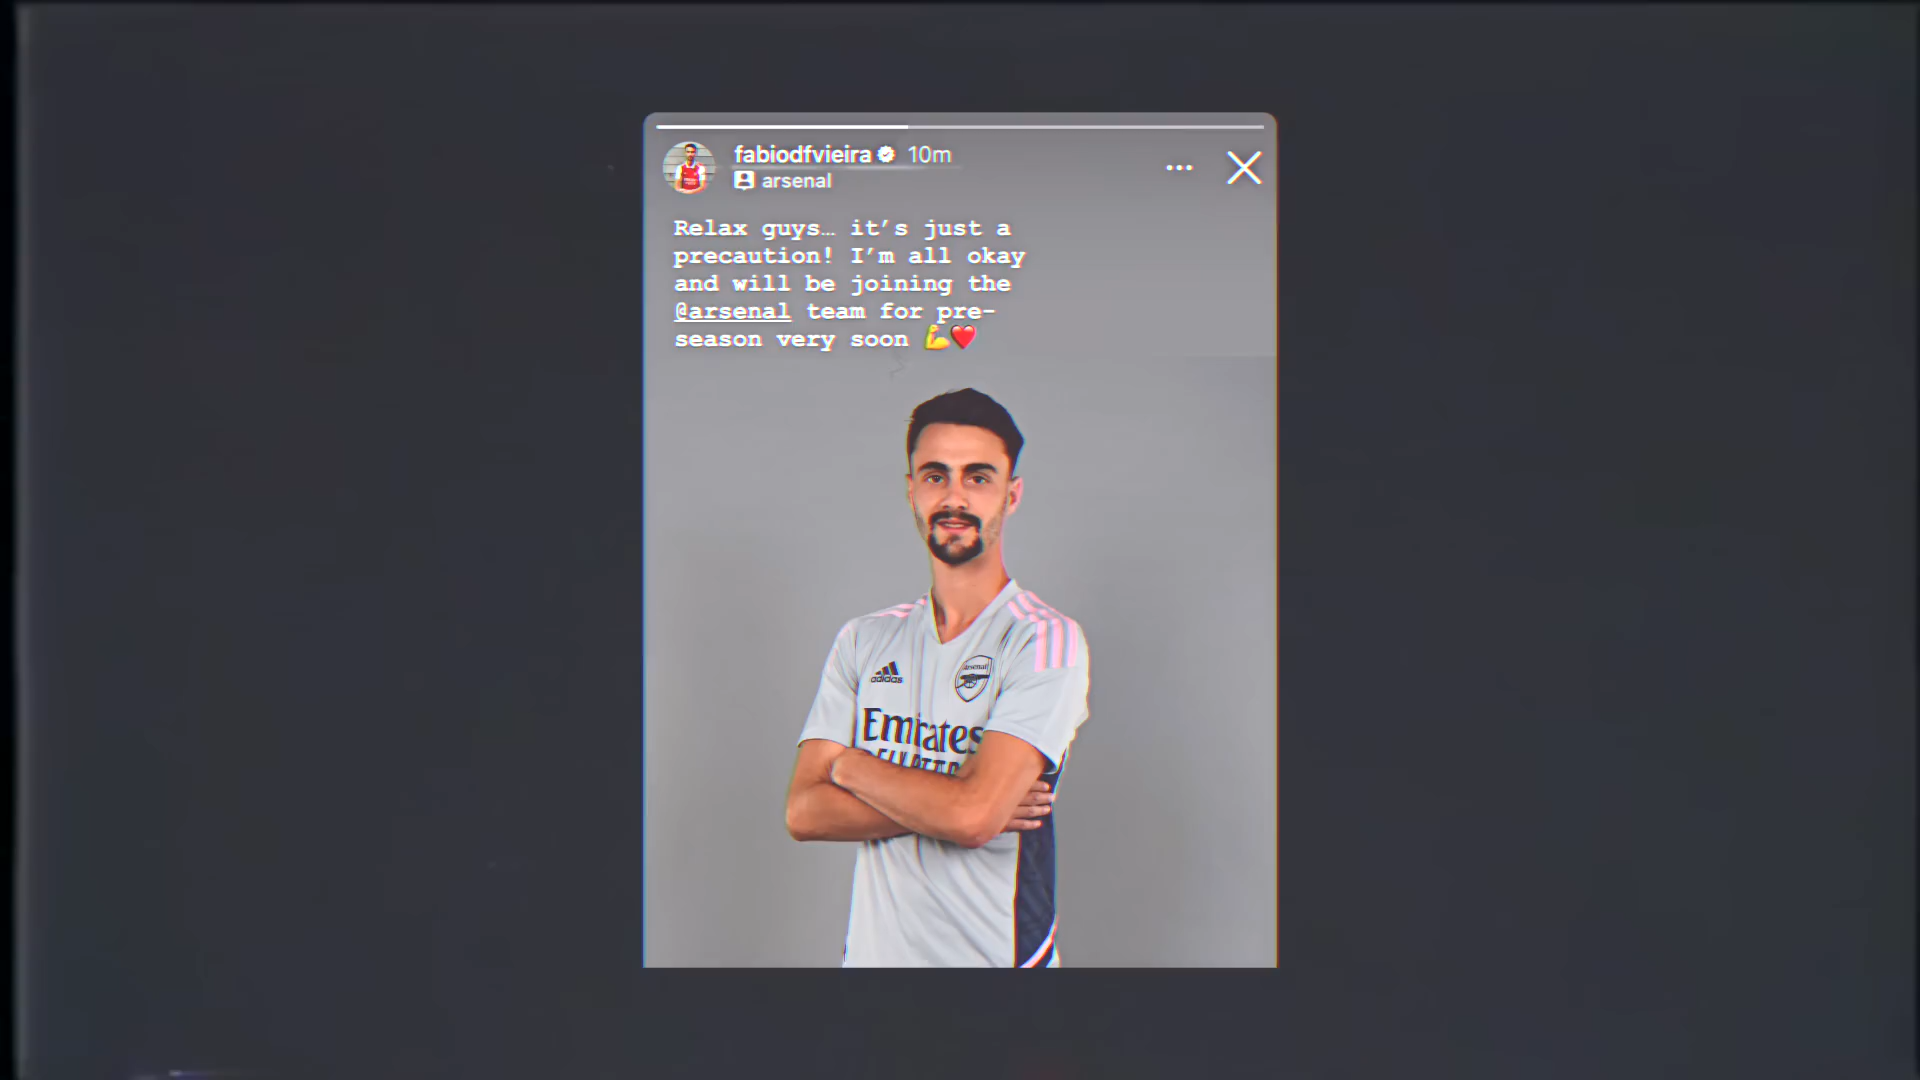 fabiodfvieira 10m
arsenal
Relax guys… it’s just a
precaution! I’m all okay
and will be joining the
@arsenal team for pre-
season very soon 💪❤️
adidas
Arsenal
Emirates